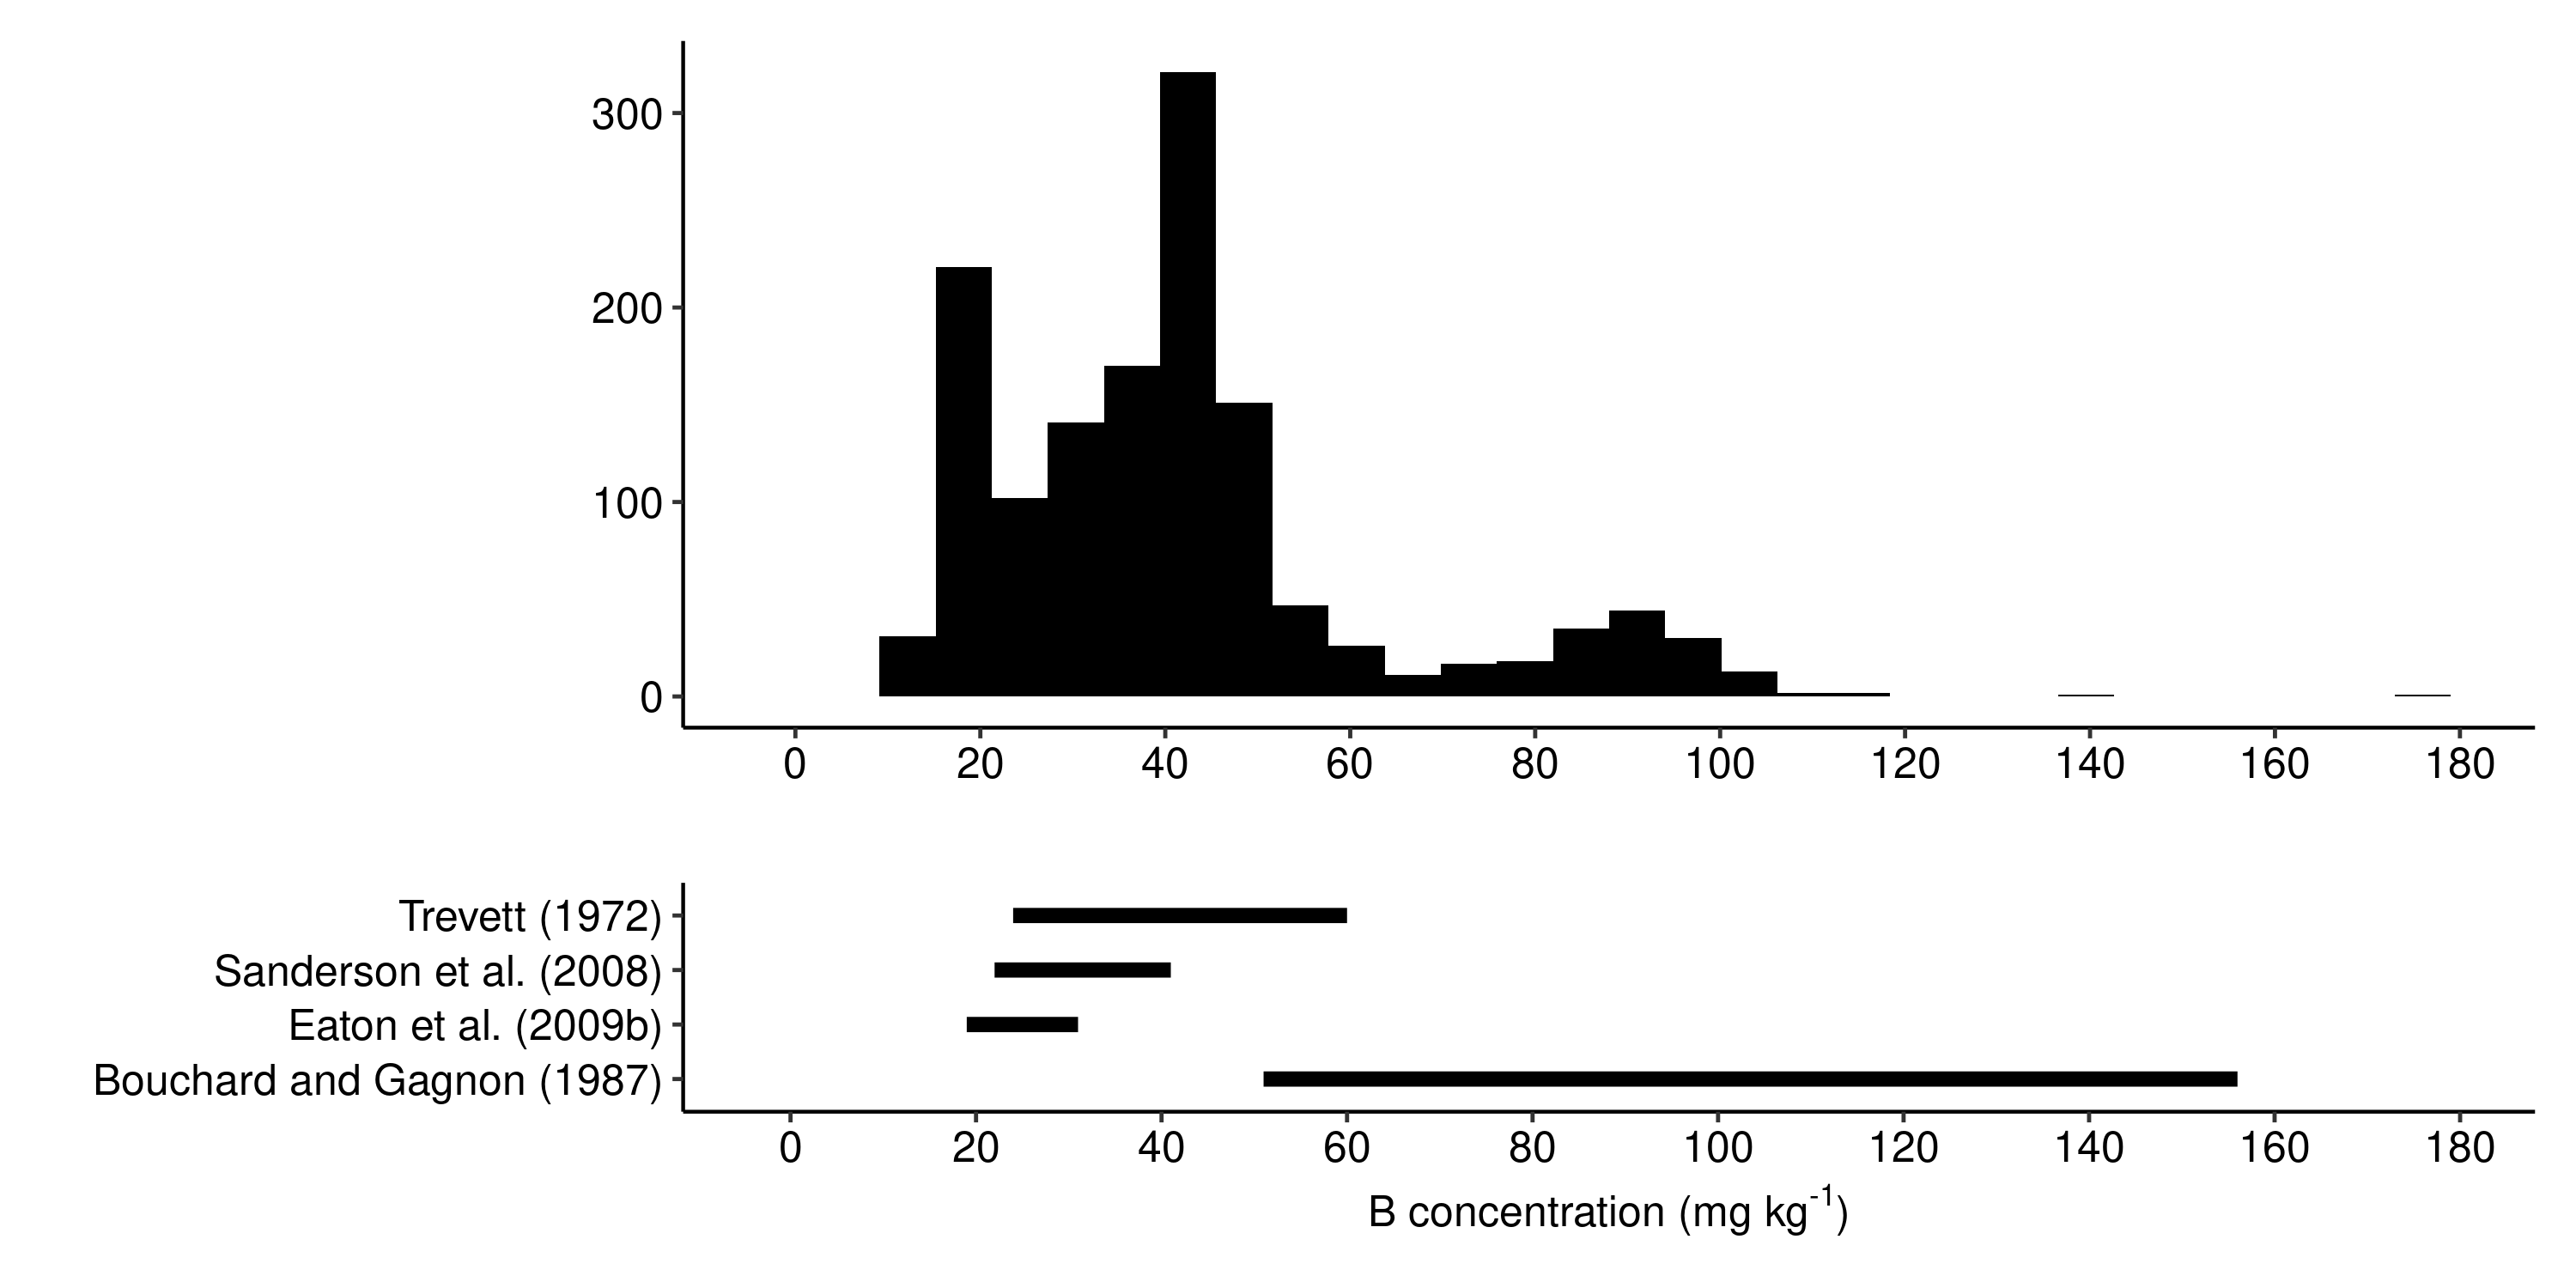 300
200
100
0
0 20 40 60 80 100 120 140 160 180
Trevett (1972)
Sanderson et al. (2008)
Eaton et al. (2009b)
Bouchard and Gagnon (1987)
0 20 40 60 80 100 120 140 160 180
B concentration (mg kg⁻¹)